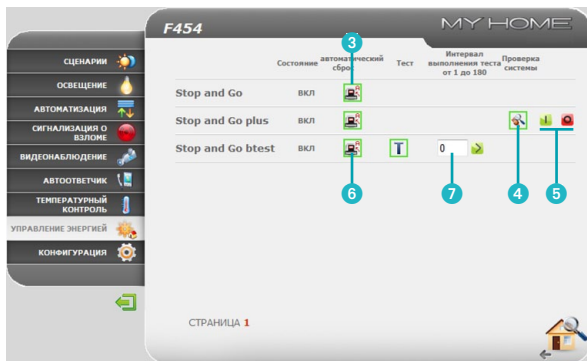 F454
MY HOME
3
Состояние
автоматический
сброс
Тест
Интервал
выполнения теста
от 1 до 180
Проверка
системы
Stop and Go ВКЛ
Stop and Go plus ВКЛ
Stop and Go btest ВКЛ T 0
6
7
4
5
СЦЕНАРИИ
ОСВЕЩЕНИЕ
АВТОМАТИЗАЦИЯ
СИГНАЛИЗАЦИЯ О
ВЗЛОМЕ
ВИДЕОНАБЛЮДЕНИЕ
АВТООТВЕТЧИК
ТЕМПЕРАТУРНЫЙ
КОНТРОЛЬ
УПРАВЛЕНИЕ ЭНЕРГИЕЙ
КОНФИГУРАЦИЯ
СТРАНИЦА 1